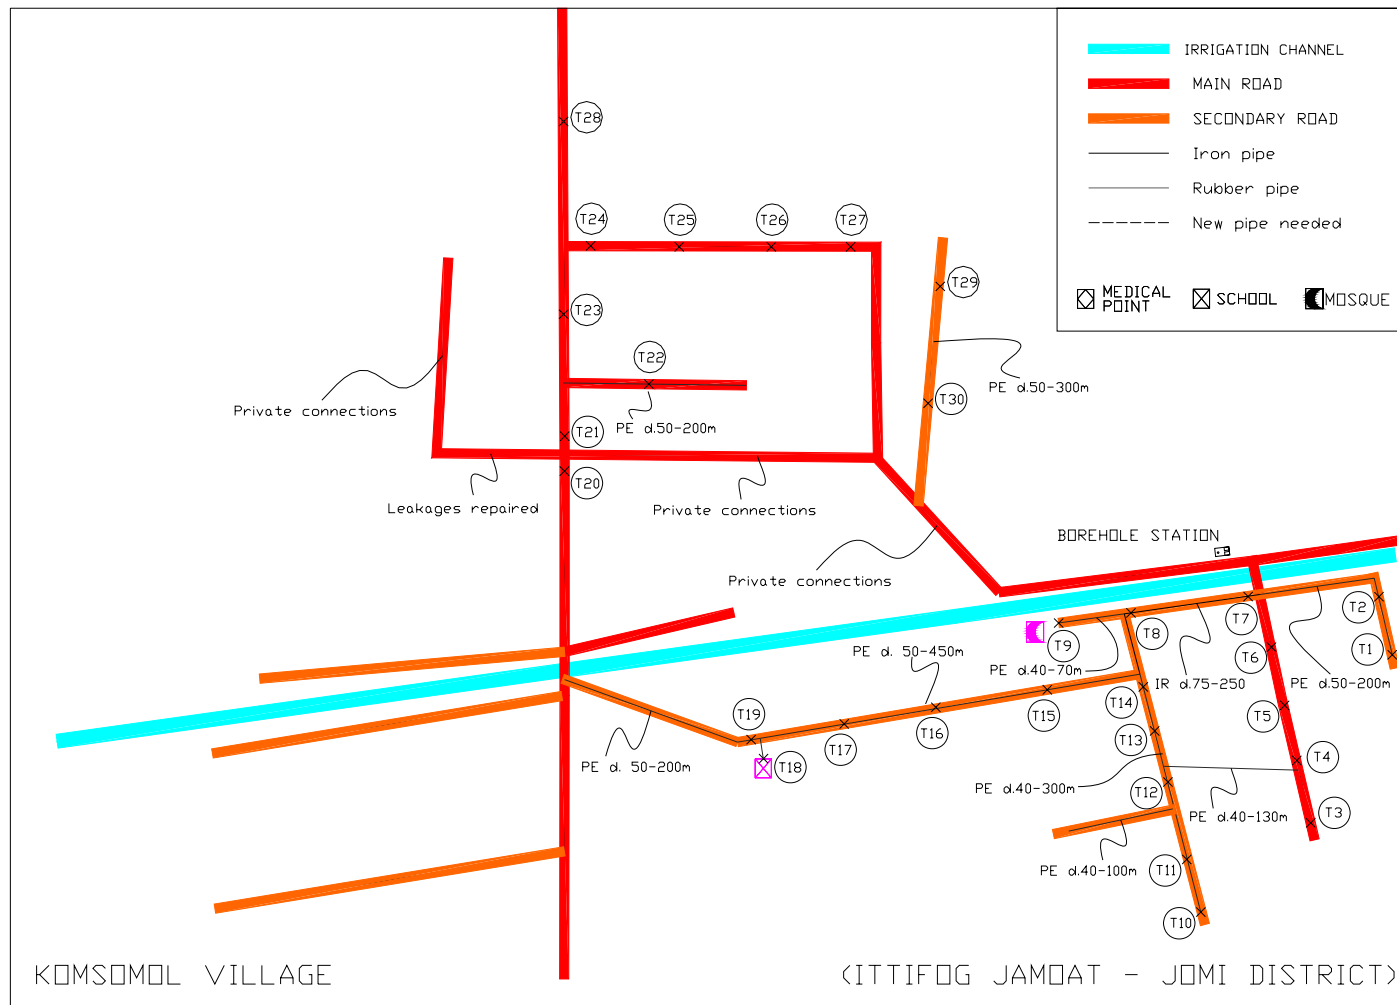 IRRIGATION CHANNEL
MAIN ROAD
SECONDARY ROAD
Iron pipe
Rubber pipe
New pipe needed
MEDICAL
POINT
SCHOOL
MOSQUE
T28
T24
T25
T26
T27
T29
T23
T22
PE d.50-300m
T30
Private connections
PE d.50-200m
T21
T20
Leakages repaired
Private connections
BOREHOLE STATION
Private connections
T2
T7
T8
T9
T6
T1
PE d. 50-450m
PE d.40-70m
IR d.75-250
PE d.50-200m
T14
T15
T5
T19
T16
T17
T13
T4
T18
PE d. 50-200m
PE d.40-300m
T12
PE d.40-130m
T3
PE d.40-100m
T11
T10
KOMSOMOL VILLAGE
(ITTIFOG JAMOAT - JOMI DISTRICT)